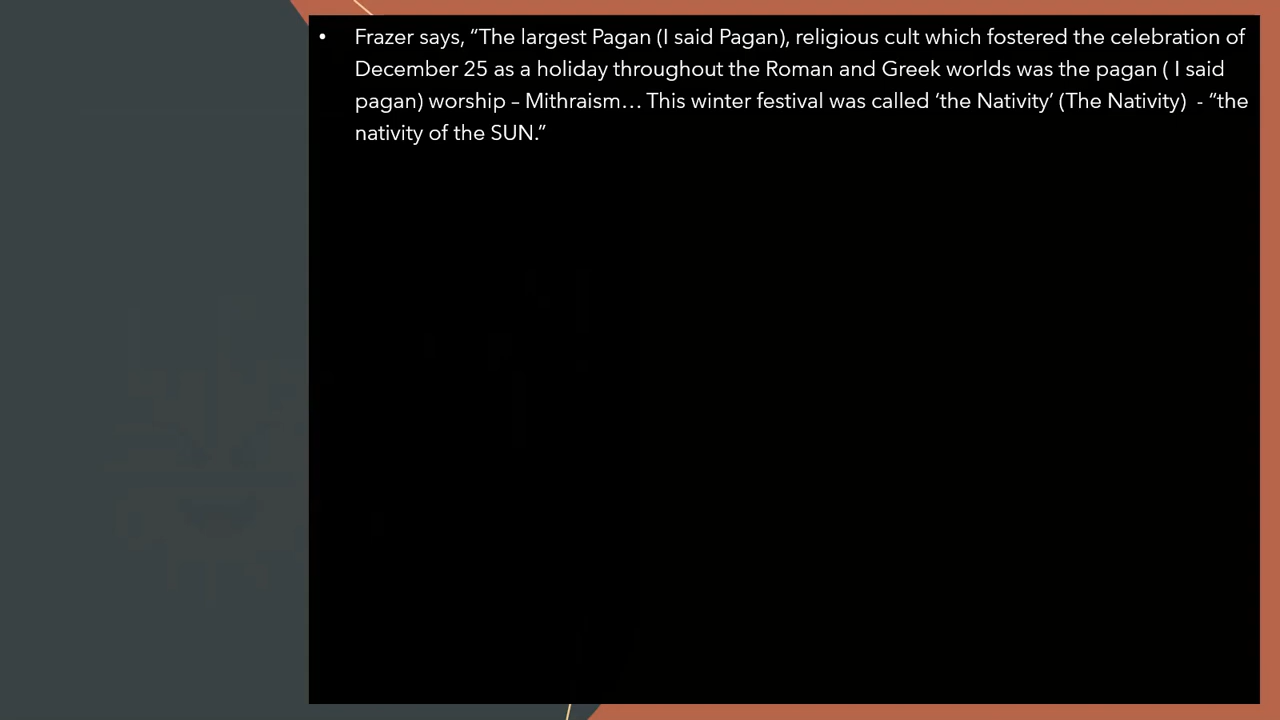 • Frazer says, “The largest Pagan (I said Pagan), religious cult which fostered the celebration of
December 25 as a holiday throughout the Roman and Greek worlds was the pagan ( I said
pagan) worship – Mithraism… This winter festival was called ‘the Nativity’ (The Nativity)  - “the
nativity of the SUN.”